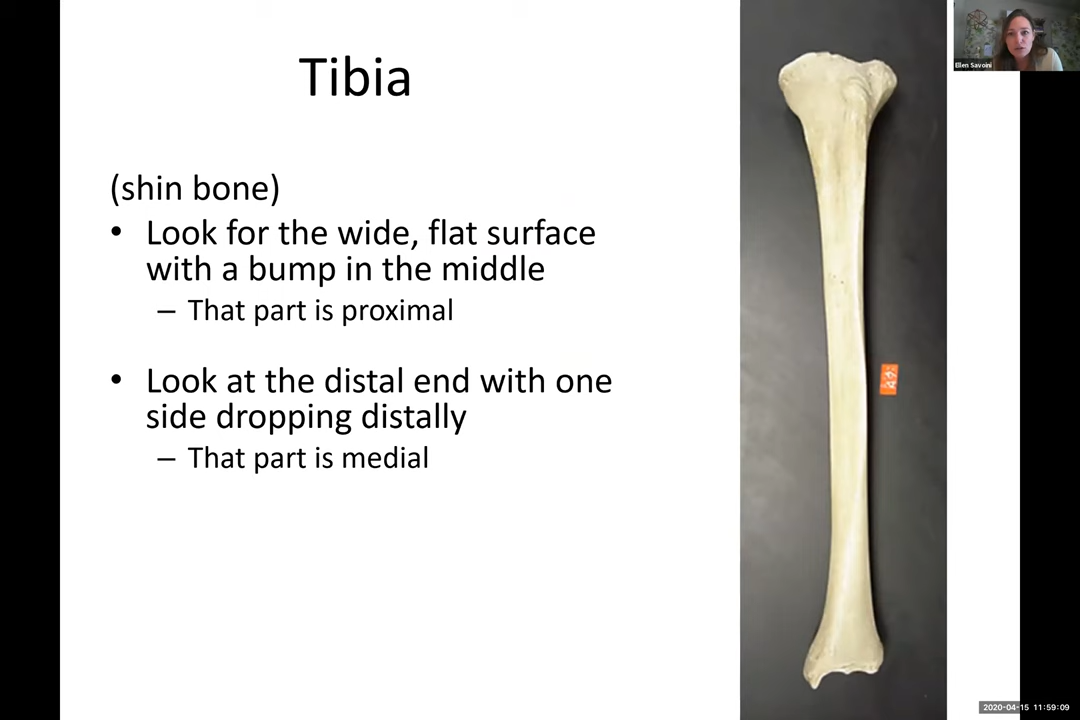 Tibia
(shin bone)
• Look for the wide, flat surface
with a bump in the middle
– That part is proximal
• Look at the distal end with one
side dropping distally
– That part is medial
Ellen Savoini
2020-04-15 11:59:09